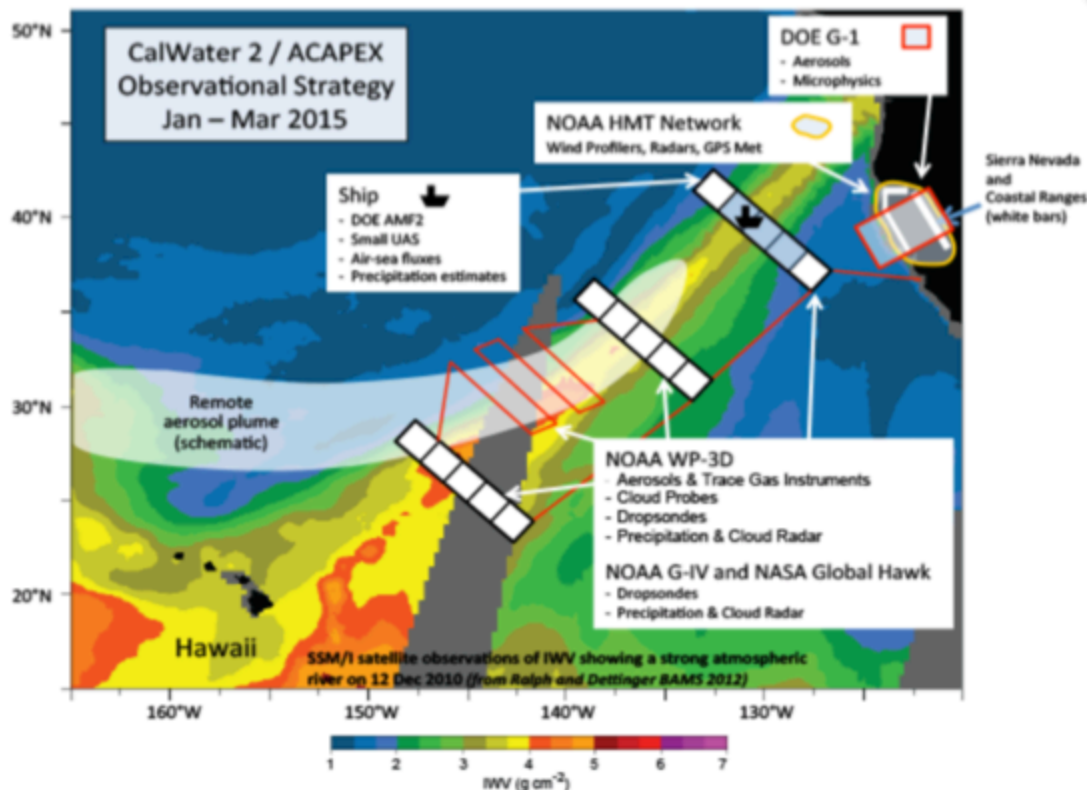 CalWater 2 / ACAPEX
Observational Strategy
Jan – Mar 2015
DOE G-1
- Aerosols
- Microphysics
NOAA HMT Network
Wind Profilers, Radars, GPS Met
Sierra Nevada
and
Coastal Ranges
(white bars)
Ship
- DOE AMF2
- Small UAS
- Air-sea fluxes
- Precipitation estimates
Remote
aerosol plume
(schematic)
NOAA WP-3D
- Aerosols & Trace Gas Instruments
- Cloud Probes
- Dropsondes
- Precipitation & Cloud Radar
NOAA G-IV and NASA Global Hawk
- Dropsondes
- Precipitation & Cloud Radar
Hawaii
SSM/I satellite observations of IWV showing a strong atmospheric
river on 12 Dec 2010 (from Ralph and Dettinger BAMS 2012)
50°N
40°N
30°N
20°N
160°W 150°W 140°W 130°W
1 2 3 4 5 6 7
IWV (g cm⁻²)